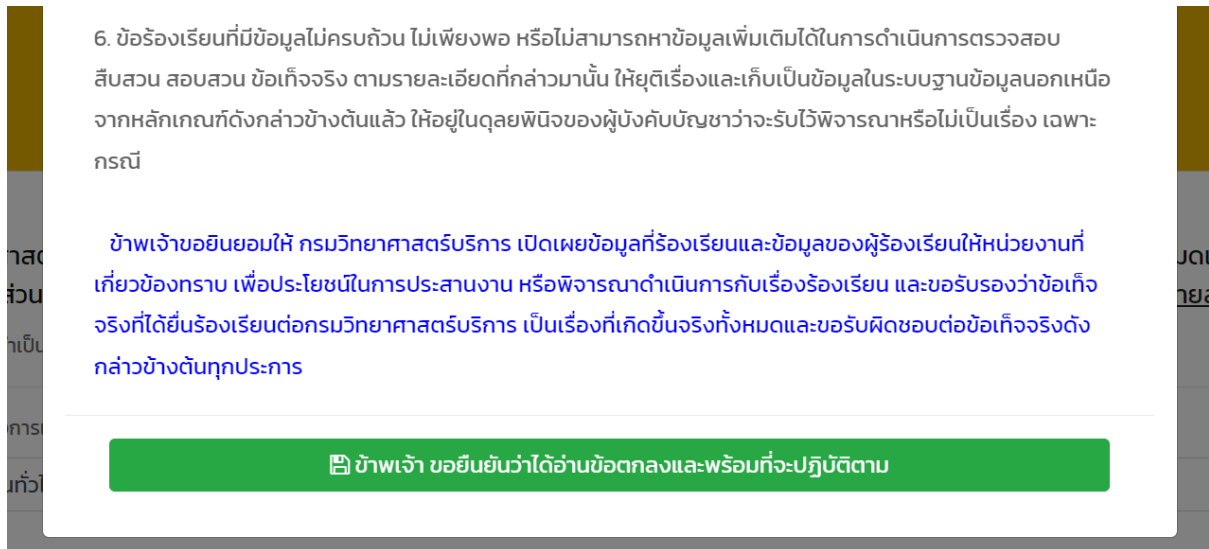 6. ข้อร้องเรียนที่มีข้อมูลไม่ครบถ้วน ไม่เพียงพอ หรือไม่สามารถหาข้อมูลเพิ่มเติมได้ในการดำเนินการตรวจสอบ
สืบสวน สอบสวน ข้อเท็จจริง ตามรายละเอียดที่กล่าวมานั้น ให้ยุติเรื่องและเก็บเป็นข้อมูลในระบบฐานข้อมูลนอกเหนือ
จากหลักเกณฑ์ดังกล่าวข้างต้นแล้ว ให้อยู่ในดุลยพินิจของผู้บังคับบัญชาว่าจะรับไว้พิจารณาหรือไม่เป็นเรื่อง เฉพาะ
กรณี
ข้าพเจ้าขอยินยอมให้ กรมวิทยาศาสตร์บริการ เปิดเผยข้อมูลที่ร้องเรียนและข้อมูลของผู้ร้องเรียนให้หน่วยงานที่
เกี่ยวข้องทราบ เพื่อประโยชน์ในการประสานงาน หรือพิจารณาดำเนินการกับเรื่องร้องเรียน และขอรับรองว่าข้อเท็จ
จริงที่ได้ยื่นร้องเรียนต่อกรมวิทยาศาสตร์บริการ เป็นเรื่องที่เกิดขึ้นจริงทั้งหมดและขอรับผิดชอบต่อข้อเท็จจริงดัง
กล่าวข้างต้นทุกประการ
ข้าพเจ้า ขอยืนยันว่าได้อ่านข้อตกลงและพร้อมที่จะปฏิบัติตาม